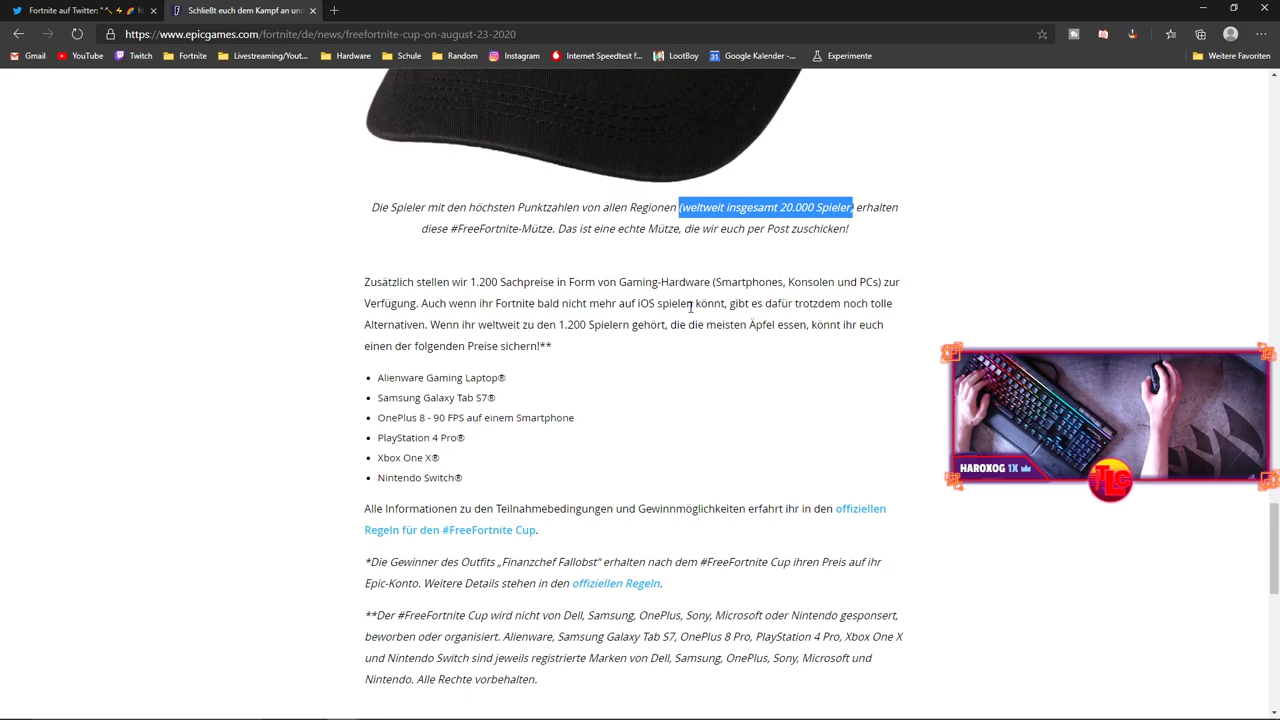 Fortnite auf Twitter: "
Schließt euch dem Kampf an un
https://www.epicgames.com/fortnite/de/news/freefortnite-cup-on-august-23-2020
Gmail
YouTube
Twitch
Fortnite
Livestreaming/Yout...
Hardware
Schule
Random
Instagram
Internet Speedtest f...
LootBoy
31
Google Kalender -...
Experimente
Weitere Favoriten
Die Spieler mit den höchsten Punktzahlen von allen Regionen (weltweit insgesamt 20.000 Spieler) erhalten
diese #FreeFortnite-Mütze. Das ist eine echte Mütze, die wir euch per Post zuschicken!
Zusätzlich stellen wir 1.200 Sachpreise in Form von Gaming-Hardware (Smartphones, Konsolen und PCs) zur
Verfügung. Auch wenn ihr Fortnite bald nicht mehr auf iOS spielen könnt, gibt es dafür trotzdem noch tolle
Alternativen. Wenn ihr weltweit zu den 1.200 Spielern gehört, die die meisten Äpfel essen, könnt ihr euch
einen der folgenden Preise sichern!**
• Alienware Gaming Laptop®
• Samsung Galaxy Tab S7®
• OnePlus 8 - 90 FPS auf einem Smartphone
• PlayStation 4 Pro®
• Xbox One X®
• Nintendo Switch®
HAROXOG 1X
TLC
Alle Informationen zu den Teilnahmebedingungen und Gewinnmöglichkeiten erfahrt ihr in den offiziellen
Regeln für den #FreeFortnite Cup.
*Die Gewinner des Outfits „Finanzchef Fallobst“ erhalten nach dem #FreeFortnite Cup ihren Preis auf ihr
Epic-Konto. Weitere Details stehen in den offiziellen Regeln.
**Der #FreeFortnite Cup wird nicht von Dell, Samsung, OnePlus, Sony, Microsoft oder Nintendo gesponsert,
beworben oder organisiert. Alienware, Samsung Galaxy Tab S7, OnePlus 8 Pro, PlayStation 4 Pro, Xbox One X
und Nintendo Switch sind jeweils registrierte Marken von Dell, Samsung, OnePlus, Sony, Microsoft und
Nintendo. Alle Rechte vorbehalten.